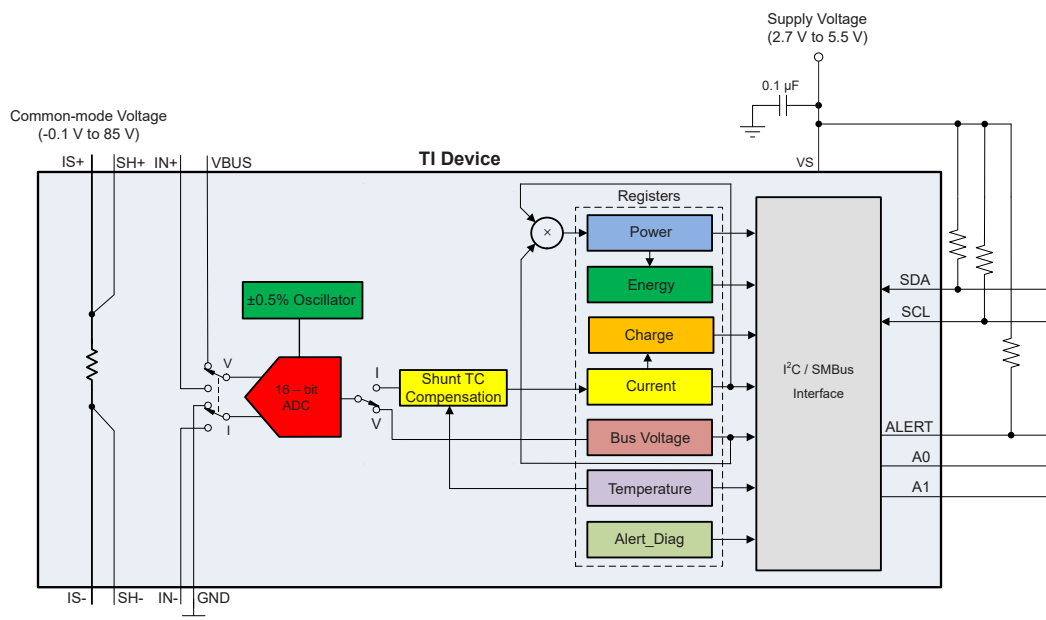 Supply Voltage
(2.7 V to 5.5 V)
0.1 µF
Common-mode Voltage
(-0.1 V to 85 V)
IS+
SH+
IN+
VBUS
TI Device
VS
Registers
×
Power
Energy
±0.5% Oscillator
Charge
SDA
SCL
V
I
16 – bit
ADC
Shunt TC
Compensation
Current
I²C / SMBus
Interface
V
I
Bus Voltage
ALERT
A0
Temperature
A1
Alert_Diag
IS-
SH-
IN-
GND